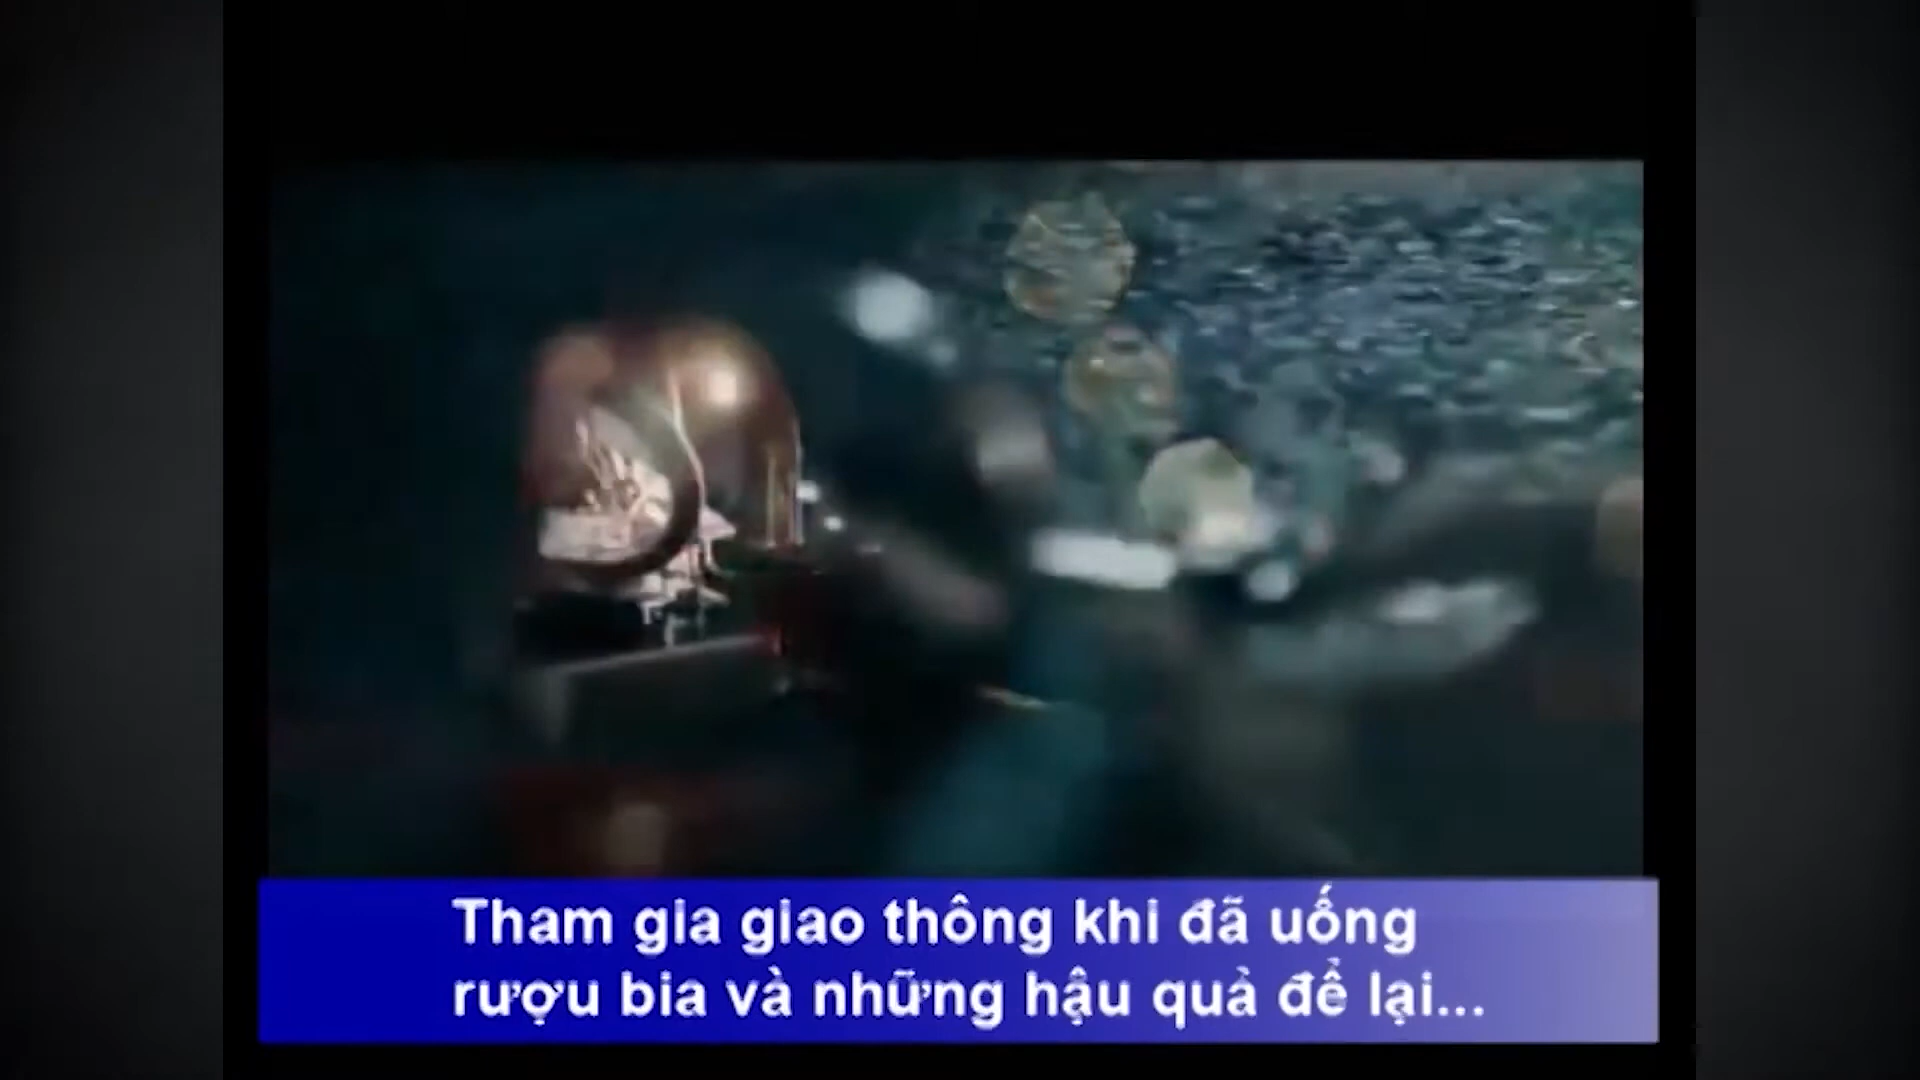 Tham gia giao thông khi đã uống
rượu bia và những hậu quả để lại...